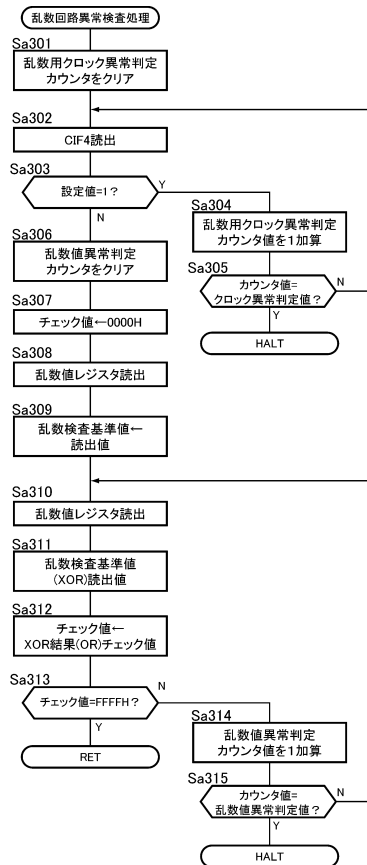 乱数回路異常検査処理
Sa301
乱数用クロック異常判定
カウンタをクリア
Sa302
CIF4読出
Sa303
設定値=1?
Y
N
Sa304
乱数用クロック異常判定
カウンタ値を1加算
Sa305
カウンタ値=
クロック異常判定値?
N
Y
HALT
Sa306
乱数値異常判定
カウンタをクリア
Sa307
チェック値←0000H
Sa308
乱数値レジスタ読出
Sa309
乱数検査基準値←
読出値
Sa310
乱数値レジスタ読出
Sa311
乱数検査基準値
(XOR)読出値
Sa312
チェック値←
XOR結果(OR)チェック値
Sa313
チェック値=FFFFH?
N
Y
RET
Sa314
乱数値異常判定
カウンタ値を1加算
Sa315
カウンタ値=
乱数値異常判定値?
N
Y
HALT